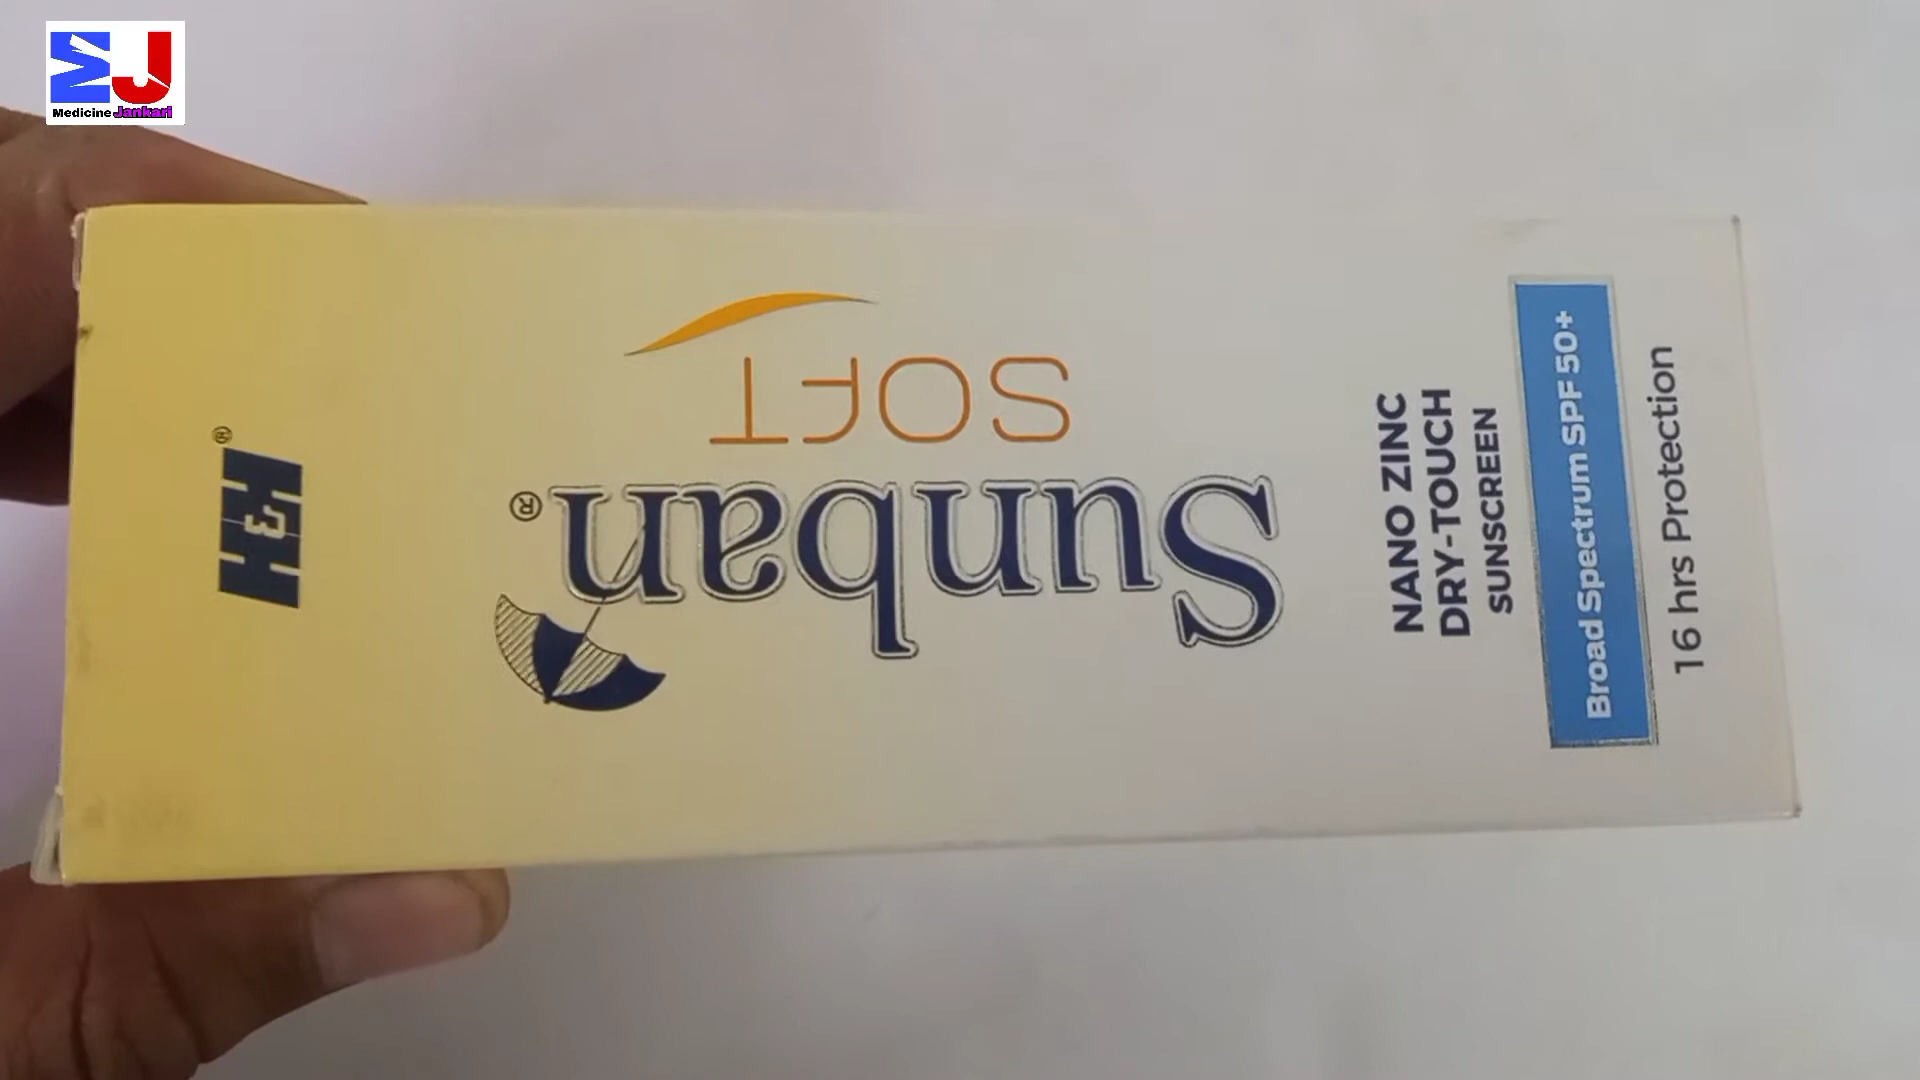 Medicine Jankari
Sunban®
SOFT
NANO ZINC
DRY-TOUCH
SUNSCREEN
Broad Spectrum SPF 50+
16 hrs Protection
H&H®